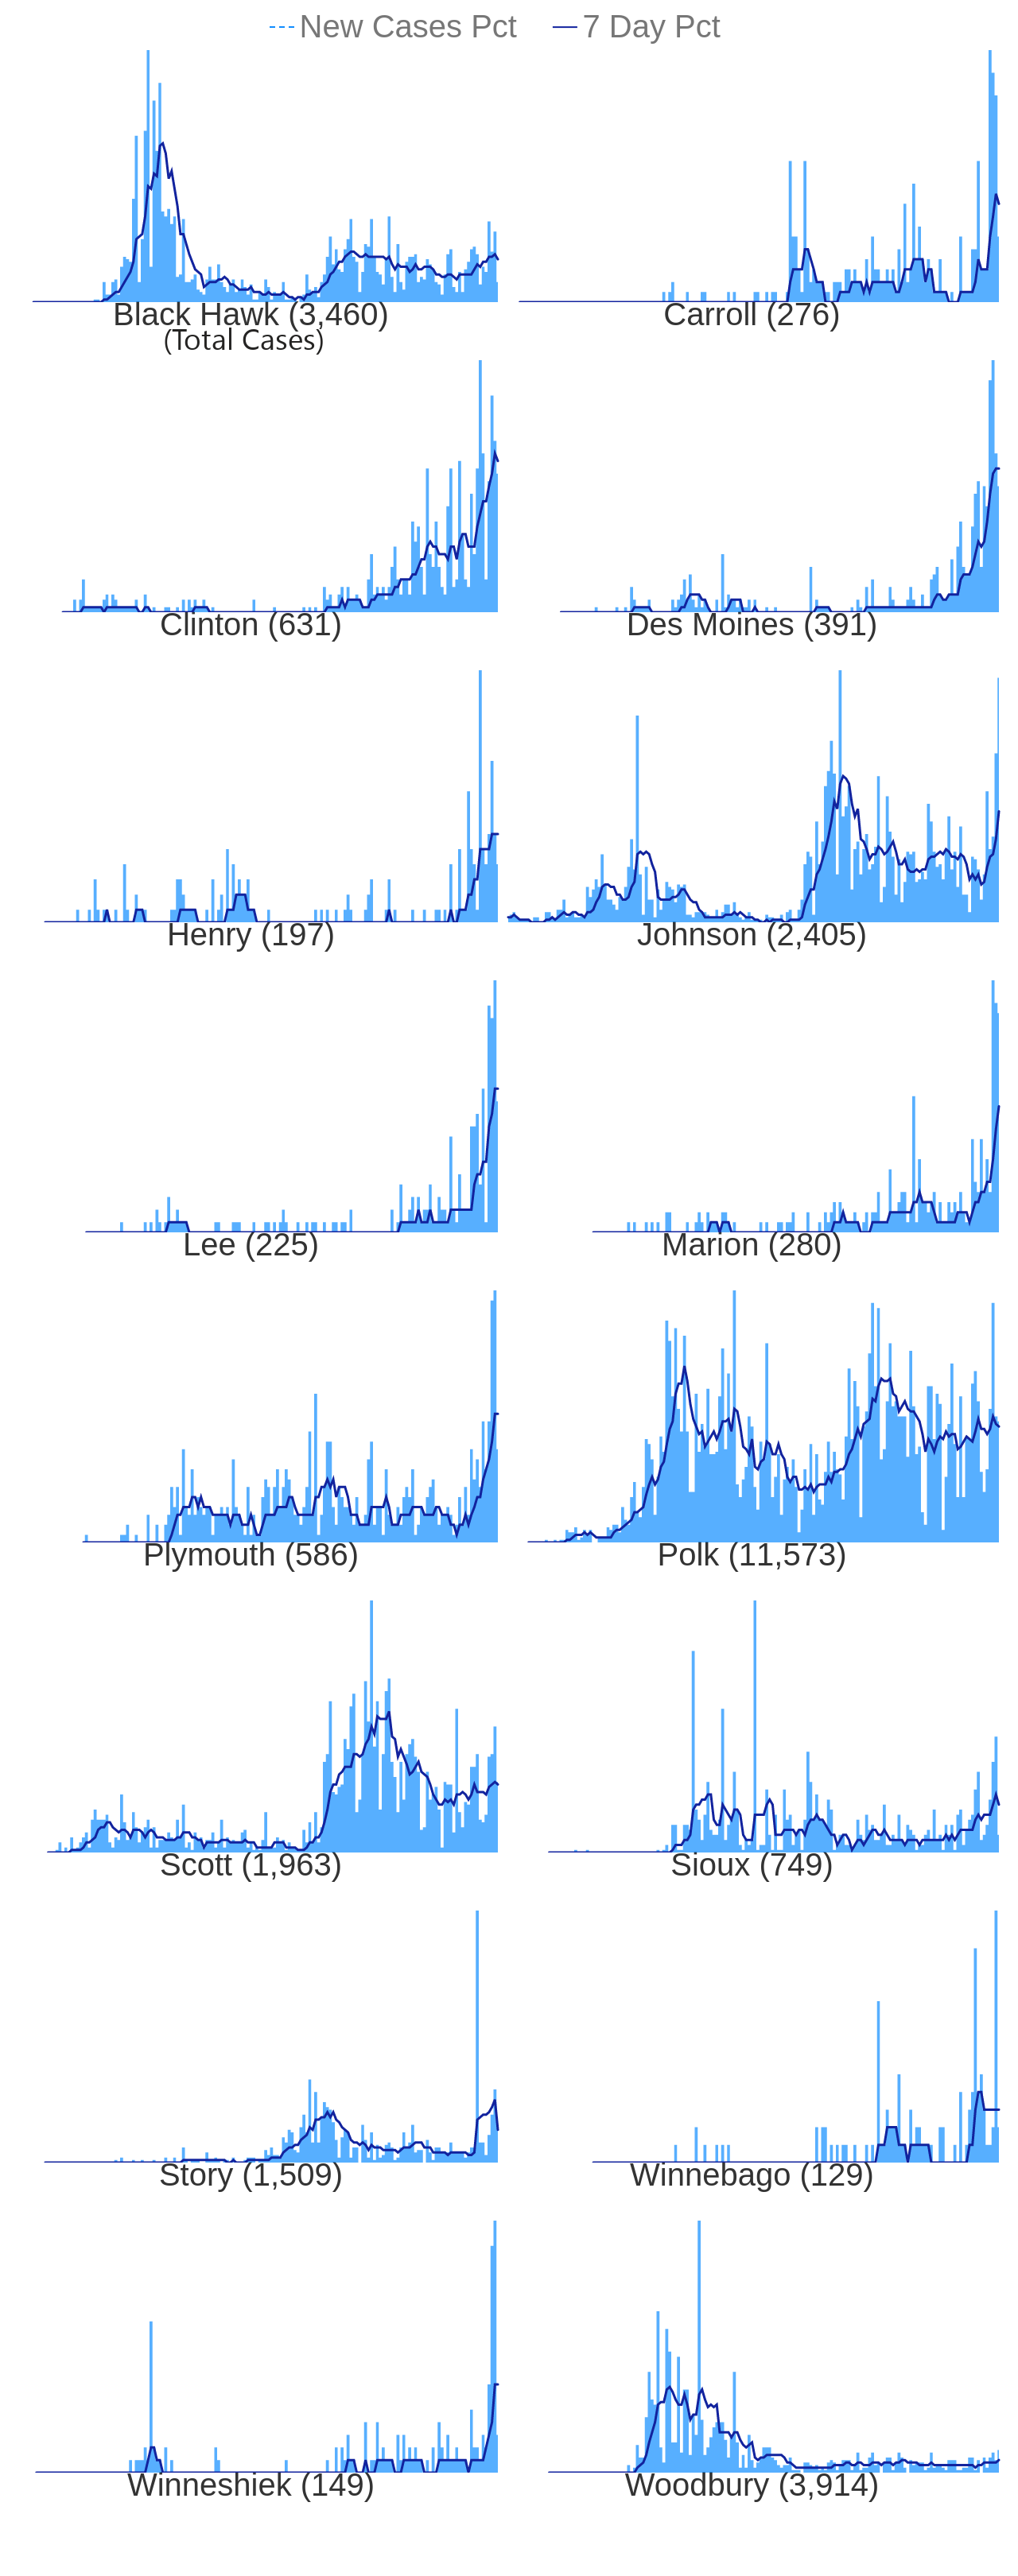 New Cases Pct 7 Day Pct
Black Hawk (3,460) Carroll (276)
(Total Cases)
Clinton (631) Des Moines (391)
Henry (197) Johnson (2,405)
Lee (225) Marion (280)
Plymouth (586) Polk (11,573)
Scott (1,963) Sioux (749)
Story (1,509) Winnebago (129)
Winneshiek (149) Woodbury (3,914)